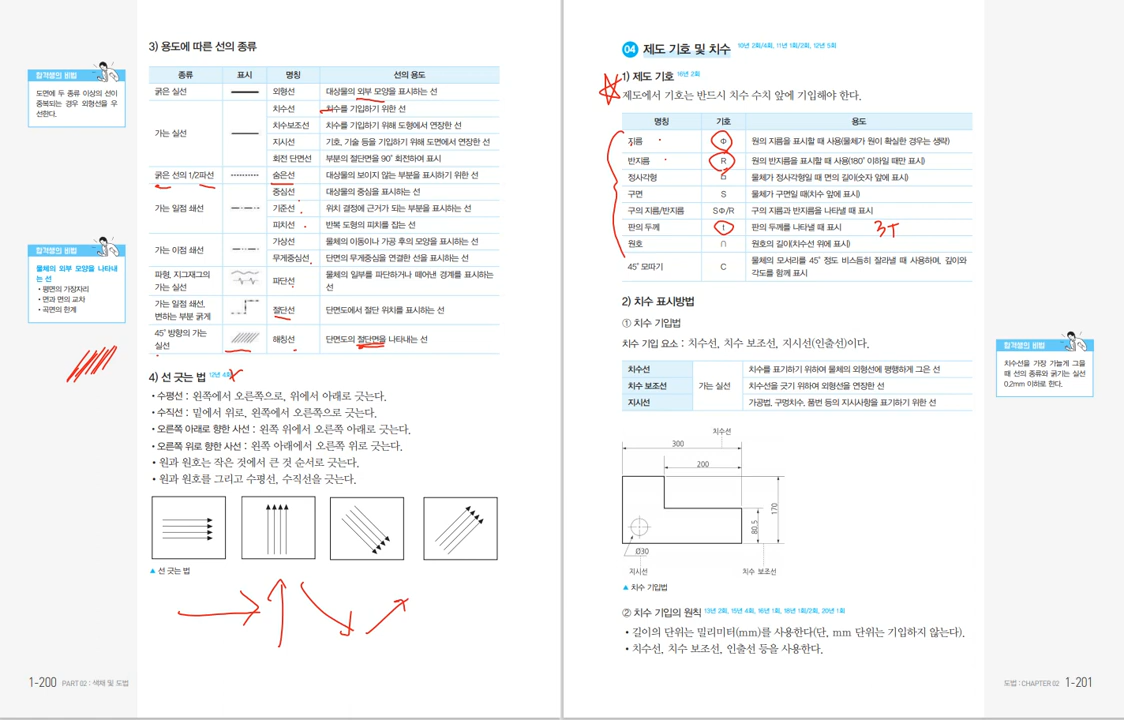 3) 용도에 따른 선의 종류
합격쌤의 비법
도면에 두 종류 이상의 선이
중복되는 경우 외형선을 우
선한다.
종류 표시 명칭 선의 용도
굵은 실선 외형선 대상물의 외부 모양을 표시하는 선
가는 실선 치수선 치수를 기입하기 위한 선
치수보조선 치수를 기입하기 위해 도형에서 연장한 선
지시선 기호, 기술 등을 기입하기 위해 도면에서 연장한 선
회전 단면선 부분의 절단면을 90˚ 회전하여 표시
굵은 선의 1/2파선 숨은선 대상물의 보이지 않는 부분을 표시하기 위한 선
가는 일점 쇄선 중심선 대상물의 중심을 표시하는 선
기준선 위치 결정에 근거가 되는 부분을 표시하는 선
피치선 반복 도형의 피치를 잡는 선
가는 이점 쇄선 가상선 물체의 이동이나 가공 후의 모양을 표시하는 선
무게중심선 단면의 무게중심을 연결한 선을 표시하는 선
파형, 지그재그의
가는 실선 파단선 물체의 일부를 파단하거나 떼어낸 경계를 표시하는
선
가는 일점 쇄선,
변하는 부분 굵게 절단선 단면도에서 절단 위치를 표시하는 선
45˚ 방향의 가는
실선 해칭선 단면도의 절단면을 나타내는 선
합격쌤의 비법
물체의 외부 모양을 나타내
는 선
• 평면의 가장자리
• 면과 면의 교차
• 곡면의 한계
4) 선 긋는 법 12년 4회
• 수평선 : 왼쪽에서 오른쪽으로, 위에서 아래로 긋는다.
• 수직선 : 밑에서 위로, 왼쪽에서 오른쪽으로 긋는다.
• 오른쪽 아래로 향한 사선 : 왼쪽 위에서 오른쪽 아래로 긋는다.
• 오른쪽 위로 향한 사선 : 왼쪽 아래에서 오른쪽 위로 긋는다.
• 원과 원호는 작은 것에서 큰 것 순서로 긋는다.
• 원과 원호를 그리고 수평선, 수직선을 긋는다.
▲ 선 긋는 법
1-200 PART 02 : 색채 및 도법
04 제도 기호 및 치수 10년 2회/4회, 11년 1회/2회, 12년 5회
1) 제도 기호 16년 2회
제도에서 기호는 반드시 치수 수치 앞에 기입해야 한다.
명칭 기호 용도
지름 Φ 원의 지름을 표시할 때 사용(물체가 원이 확실한 경우는 생략)
반지름 R 원의 반지름을 표시할 때 사용(180˚ 이하일 때만 표시)
정사각형 □ 물체가 정사각형일 때 면의 길이(숫자 앞에 표시)
구면 S 물체가 구면일 때(치수 앞에 표시)
구의 지름/반지름 SΦ/R 구의 지름과 반지름을 나타낼 때 표시
판의 두께 t 판의 두께를 나타낼 때 표시 3T
원호 ∩ 원호의 길이(치수선 위에 표시)
45˚ 모따기 C 물체의 모서리를 45˚ 정도 비스듬히 잘라낼 때 사용하며, 길이와
각도를 함께 표시
2) 치수 표시방법
① 치수 기입법
치수 기입 요소 : 치수선, 치수 보조선, 지시선(인출선)이다.
치수선 가는 실선 치수를 표기하기 위하여 물체의 외형선에 평행하게 그은 선
치수 보조선 치수선을 긋기 위하여 외형선을 연장한 선
지시선 가공법, 구멍치수, 품번 등의 지시사항을 표기하기 위한 선
합격쌤의 비법
치수선을 가장 가늘게 그을
때 선의 종류와 굵기는 실선
0.2mm 이하로 한다.
치수선
300
200
170
80.5
Ø30
지시선 치수 보조선
▲ 치수 기입법
② 치수 기입의 원칙 13년 2회, 15년 4회, 16년 1회, 18년 1회/2회, 20년 1회
• 길이의 단위는 밀리미터(mm)를 사용한다(단, mm 단위는 기입하지 않는다).
• 치수선, 치수 보조선, 인출선 등을 사용한다.
도법 : CHAPTER 02 1-201